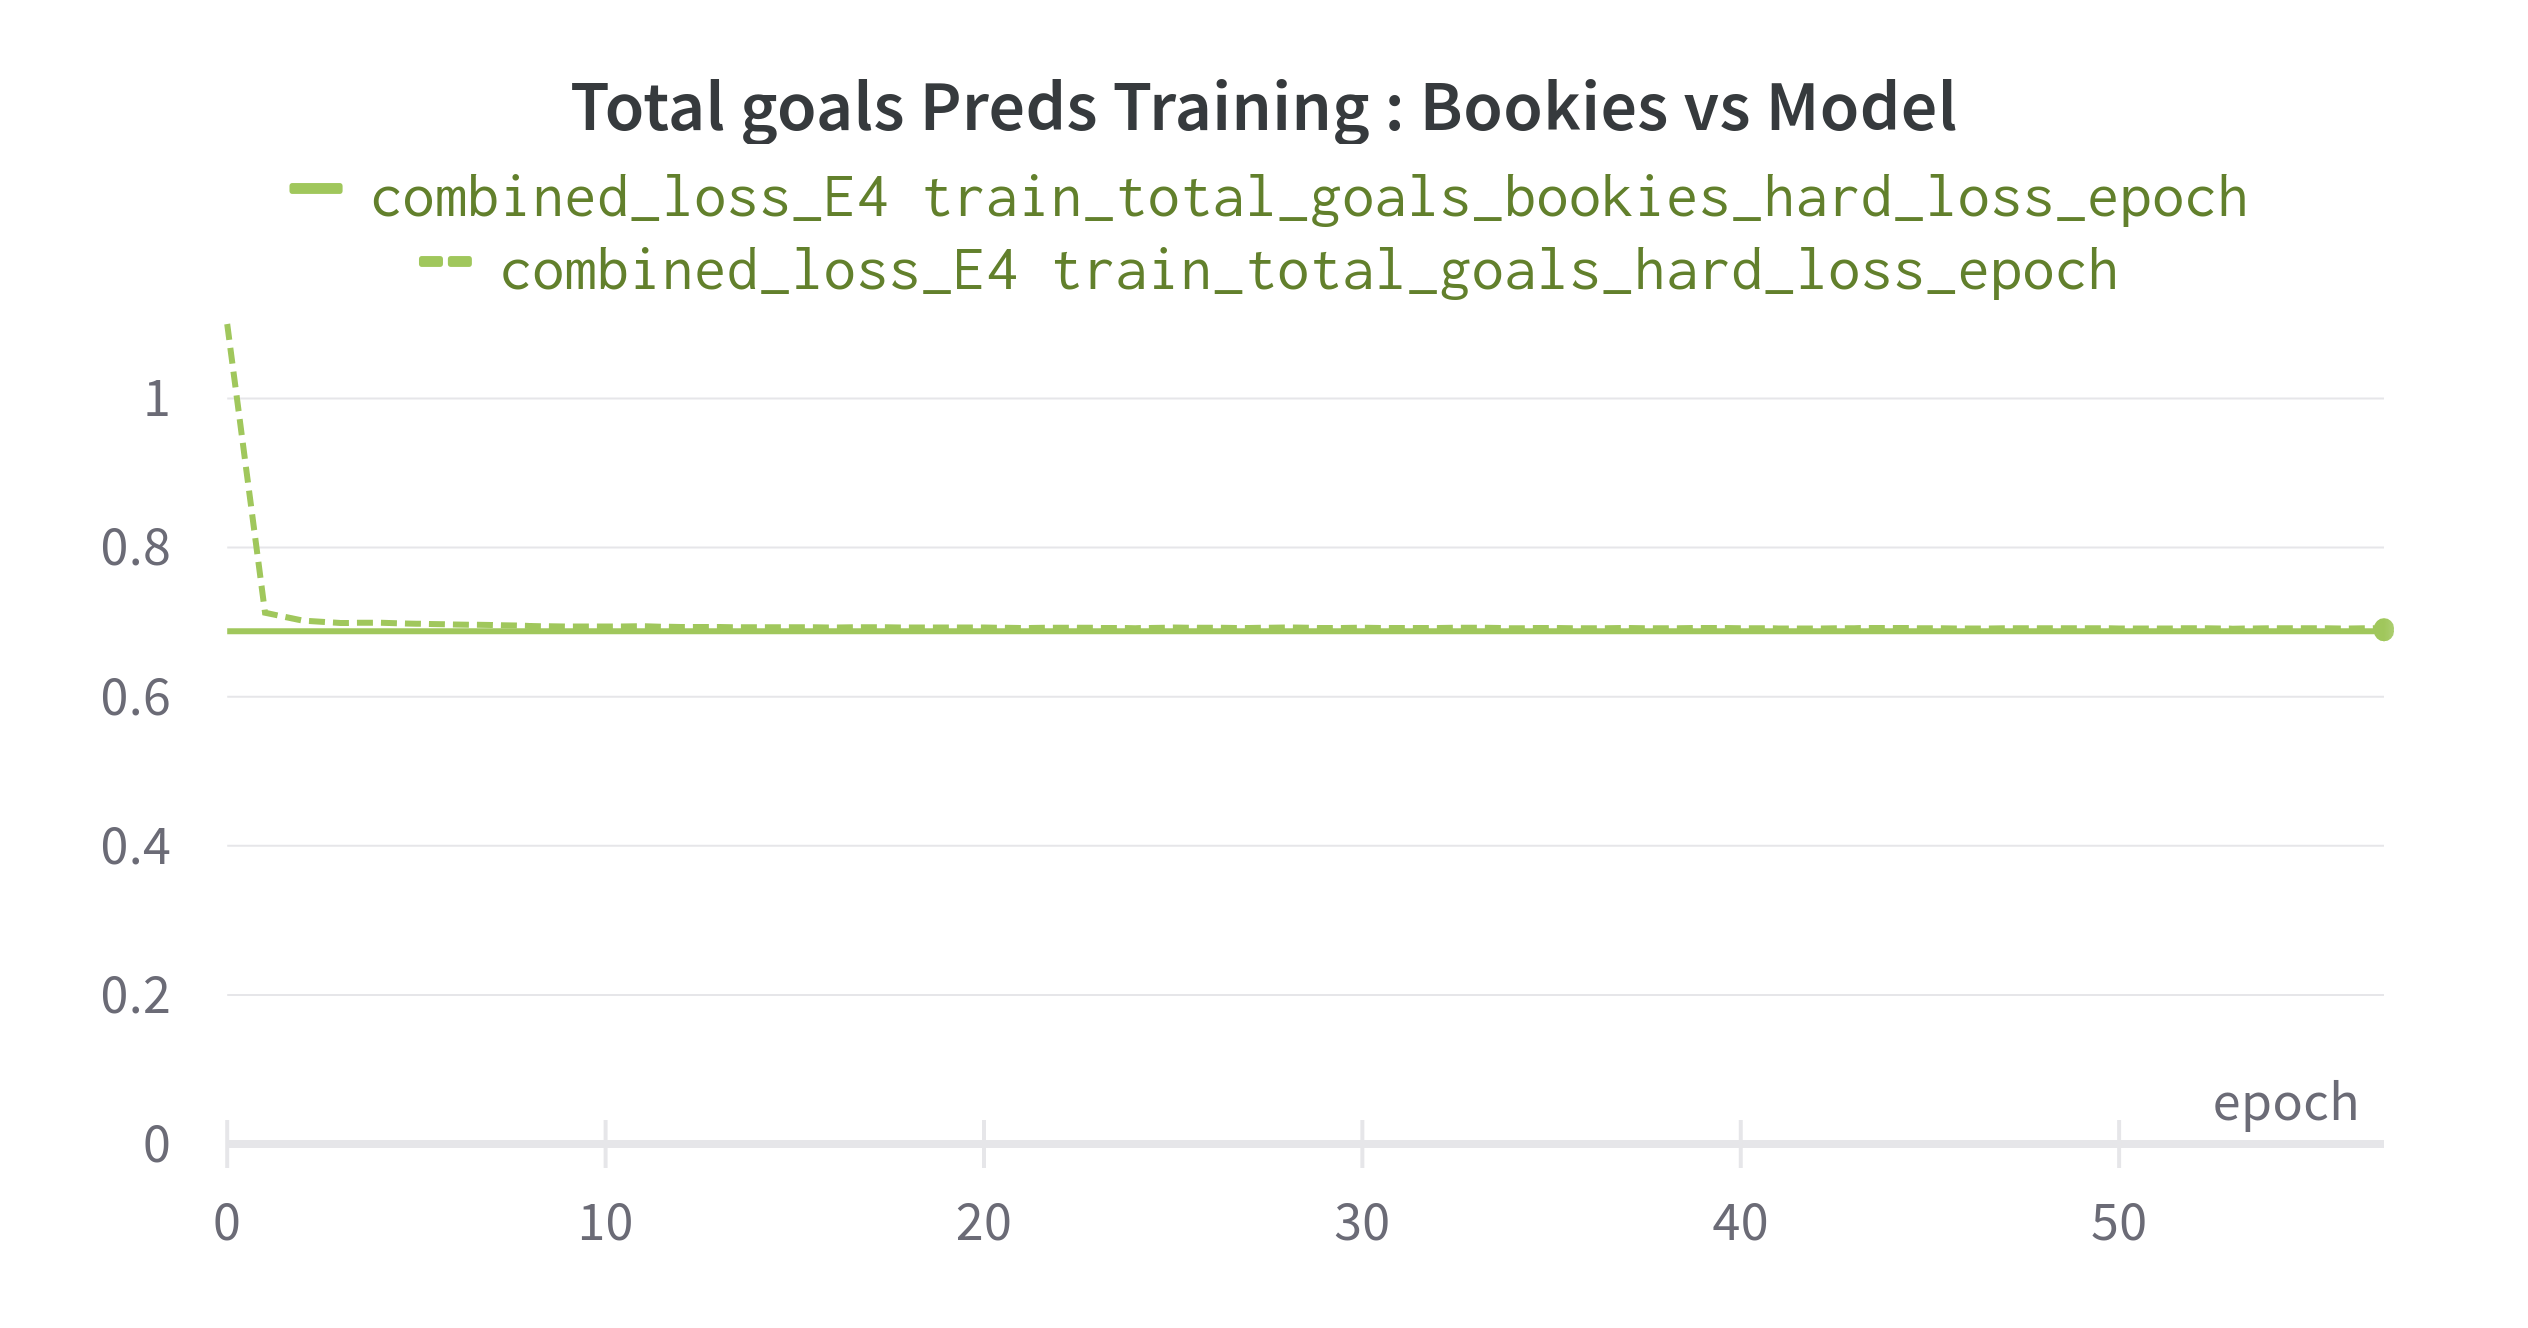 Total goals Preds Training : Bookies vs Model
combined_loss_E4 train_total_goals_bookies_hard_loss_epoch
combined_loss_E4 train_total_goals_hard_loss_epoch
1
0.8
0.6
0.4
0.2
epoch
0
0 10 20 30 40 50